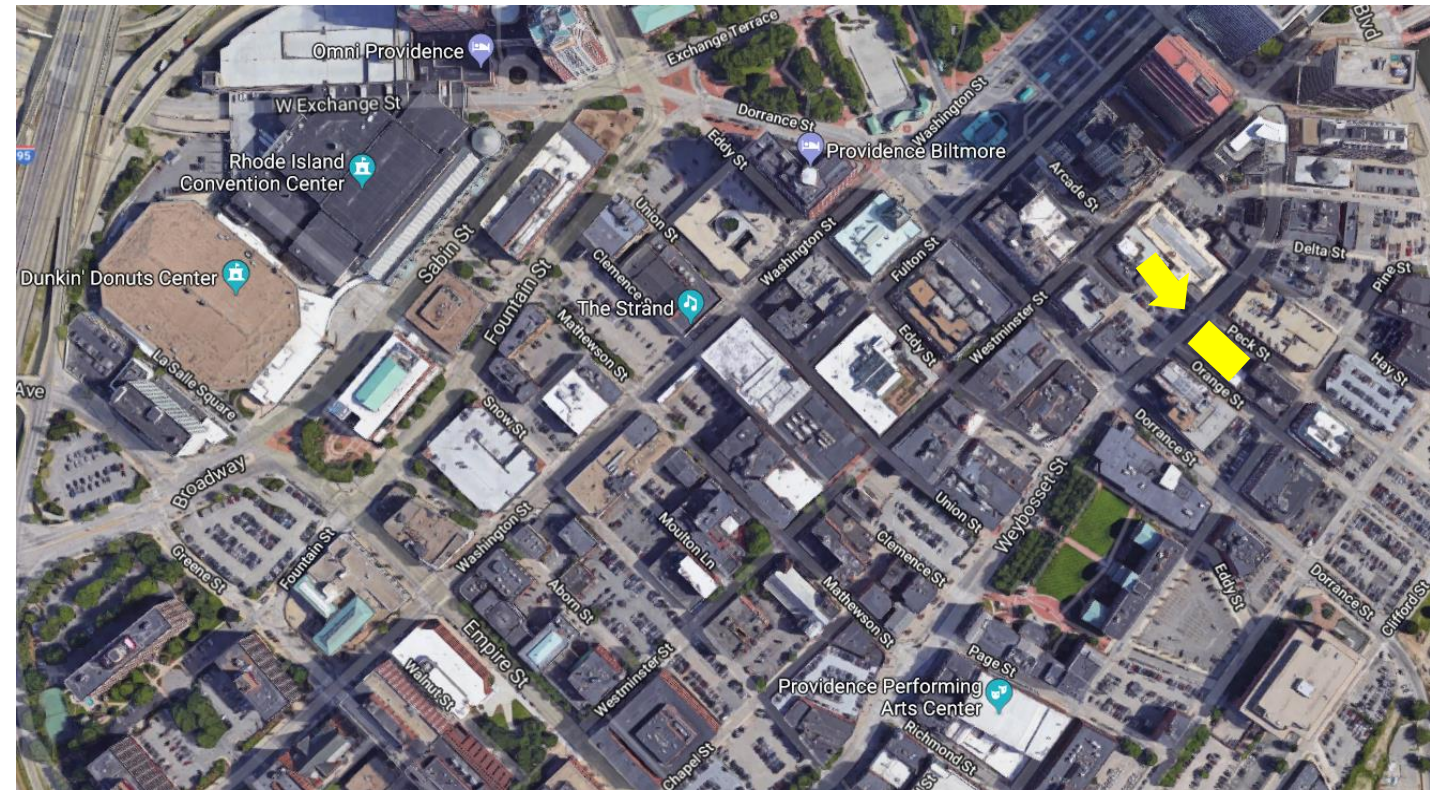 Blvd
Omni Providence
Exchange Terrace
W Exchange St
Dorrance St
Washington St
Eddy St
Providence Biltmore
95
Rhode Island
Convention Center
Arcade St
Union St
Sabin St
Washington St
Fulton St
Delta St
Pine St
Dunkin' Donuts Center
Clemence
Fountain St
The Strand
Mathewson St
Eddy St
Westminster St
Peck St
Orange St
Hay St
LaSalle Square
Ave
Snow St
Dorrance St
Broadway
Weybosset St
Union St
Washington St
Moulton Ln
Clemence St
Fountain St
Greene St
Aborn St
Mathewson St
Eddy St
Dorrance St
Clifford St
Empire St
Walnut St
Westminster St
Page St
Providence Performing
Arts Center
Richmond St
Chapel St